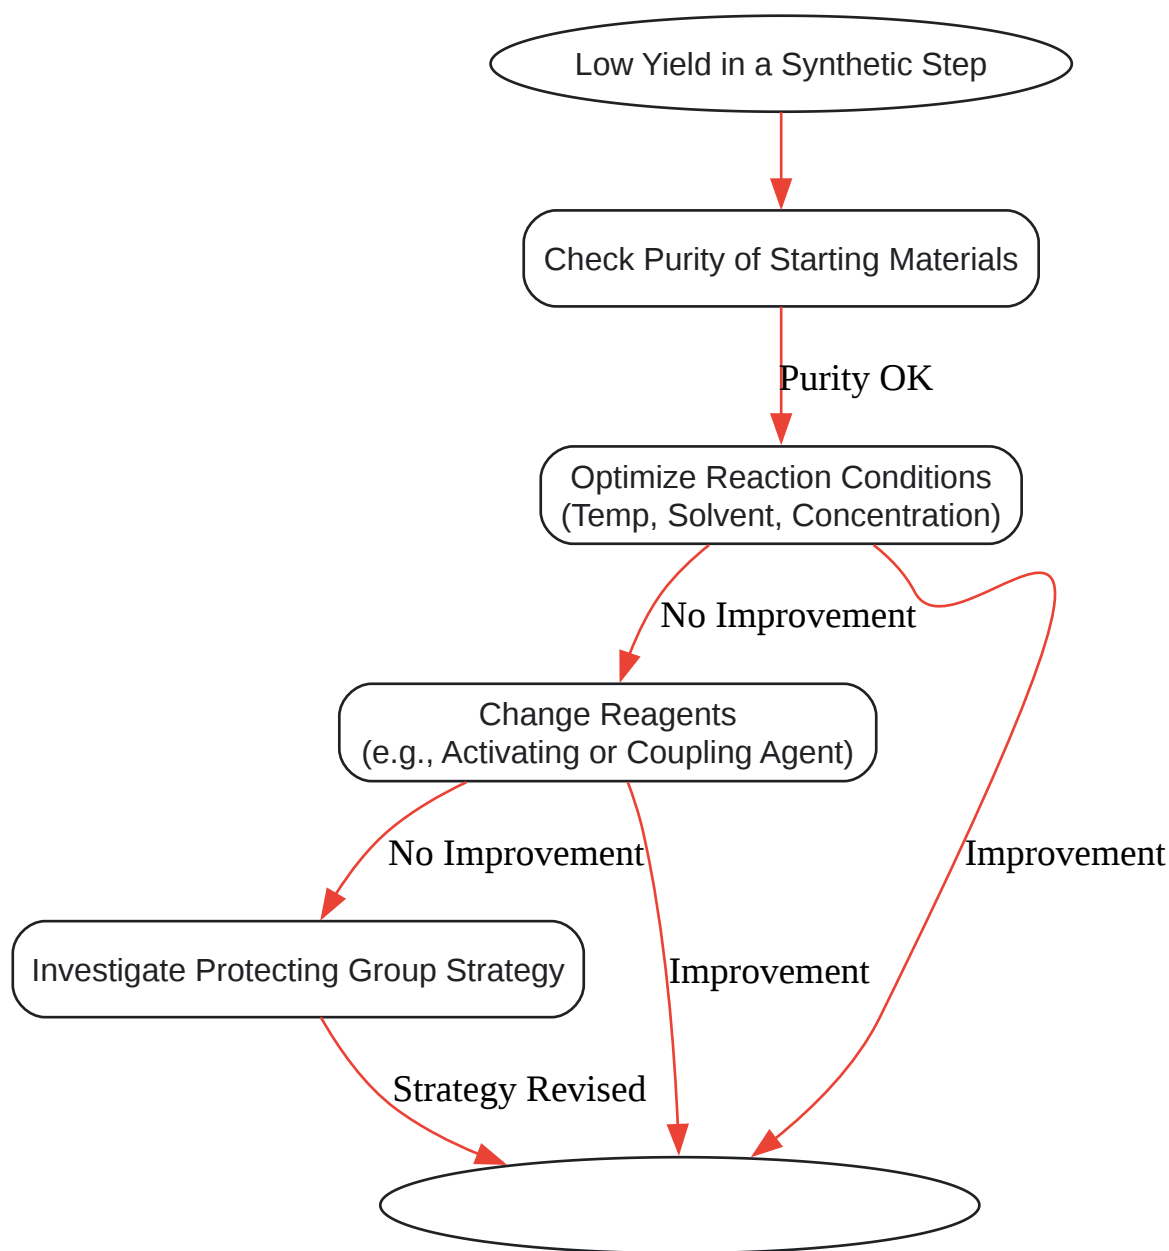 Low Yield in a Synthetic Step
Check Purity of Starting Materials
Purity OK
Optimize Reaction Conditions
(Temp, Solvent, Concentration)
No Improvement
Change Reagents
(e.g., Activating or Coupling Agent)
No Improvement
Improvement
Investigate Protecting Group Strategy
Improvement
Strategy Revised